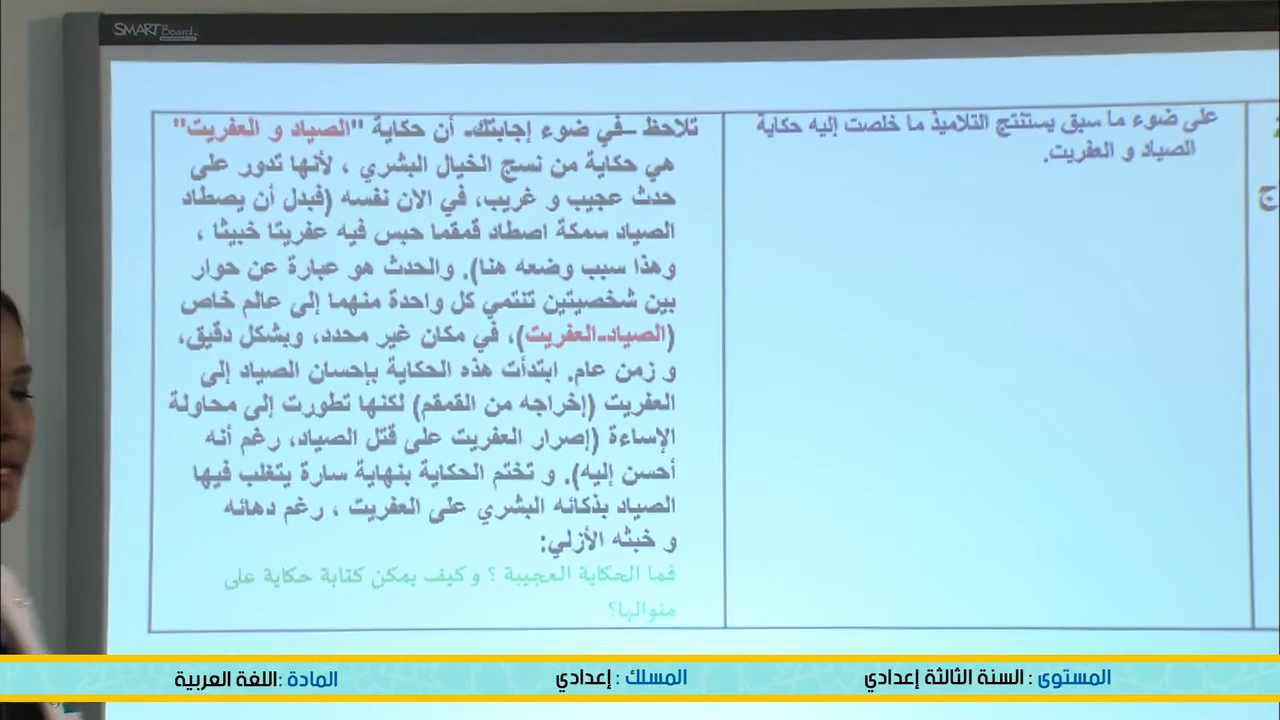 SMART Board
على ضوء ما سبق يستنتج التلاميذ ما خلصت إليه حكاية
الصياد و العفريت.
تلاحظ –في ضوء إجابتك- أن حكاية "الصياد و العفريت"
هي حكاية من نسج الخيال البشري ، لأنها تدور على
حدث عجيب و غريب، في الان نفسه (فبدل أن يصطاد
الصياد سمكة اصطاد قمقما حبس فيه عفريتا خبيثا ،
وهذا سبب وضعه هنا). والحدث هو عبارة عن حوار
بين شخصيتين تنتمي كل واحدة منهما إلى عالم خاص
(الصياد-العفريت)، في مكان غير محدد، وبشكل دقيق،
و زمن عام. ابتدأت هذه الحكاية بإحسان الصياد إلى
العفريت (إخراجه من القمقم) لكنها تطورت إلى محاولة
الإساءة (إصرار العفريت على قتل الصياد، رغم أنه
أحسن إليه). و تختم الحكاية بنهاية سارة يتغلب فيها
الصياد بذكائه البشري على العفريت ، رغم دهائه
و خبثه الأزلي:
فما الحكاية العجيبة ؟ وكيف يمكن كتابة حكاية على
منوالها؟
المستوى : السنة الثالثة إعدادي
المسلك : إعدادي
المادة :اللغة العربية